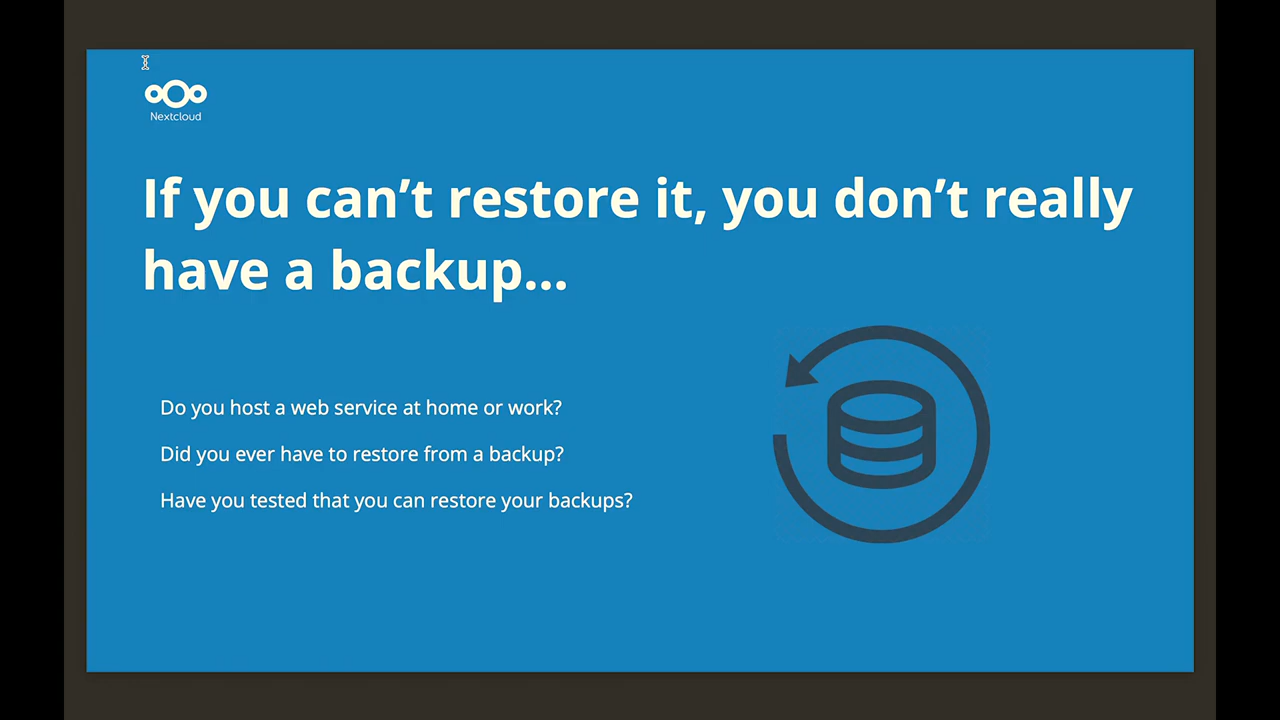 Nextcloud
If you can’t restore it, you don’t really
have a backup...
Do you host a web service at home or work?
Did you ever have to restore from a backup?
Have you tested that you can restore your backups?